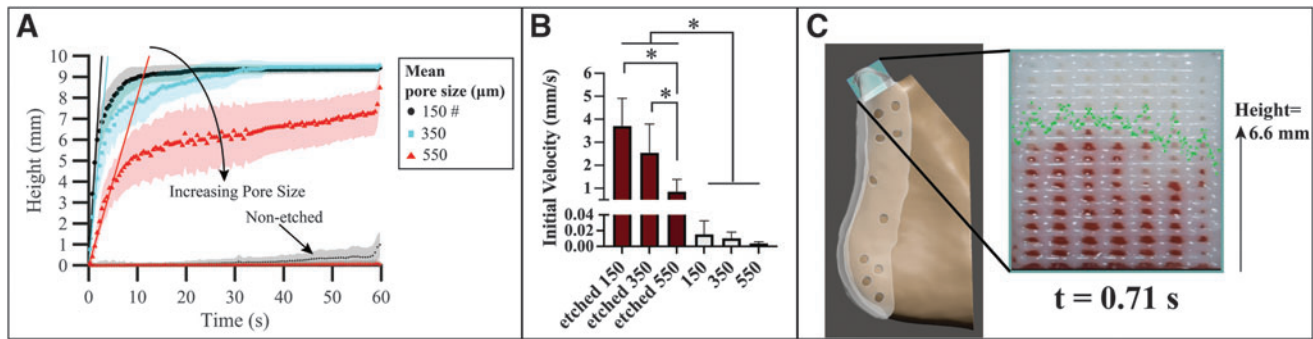 A
10
9
8
7
6
5
4
3
2
1
0
Height (mm)
0
10
20
30
40
50
60
Time (s)
Increasing Pore Size
Non-etched
Mean
pore size (µm)
150 #
350
550
B
*
*
*
6
5
4
3
2
1
0.04
0.02
0.00
Initial Velocity (mm/s)
etched 150
etched 350
etched 550
150
350
550
C
Height=
6.6 mm
t = 0.71 s